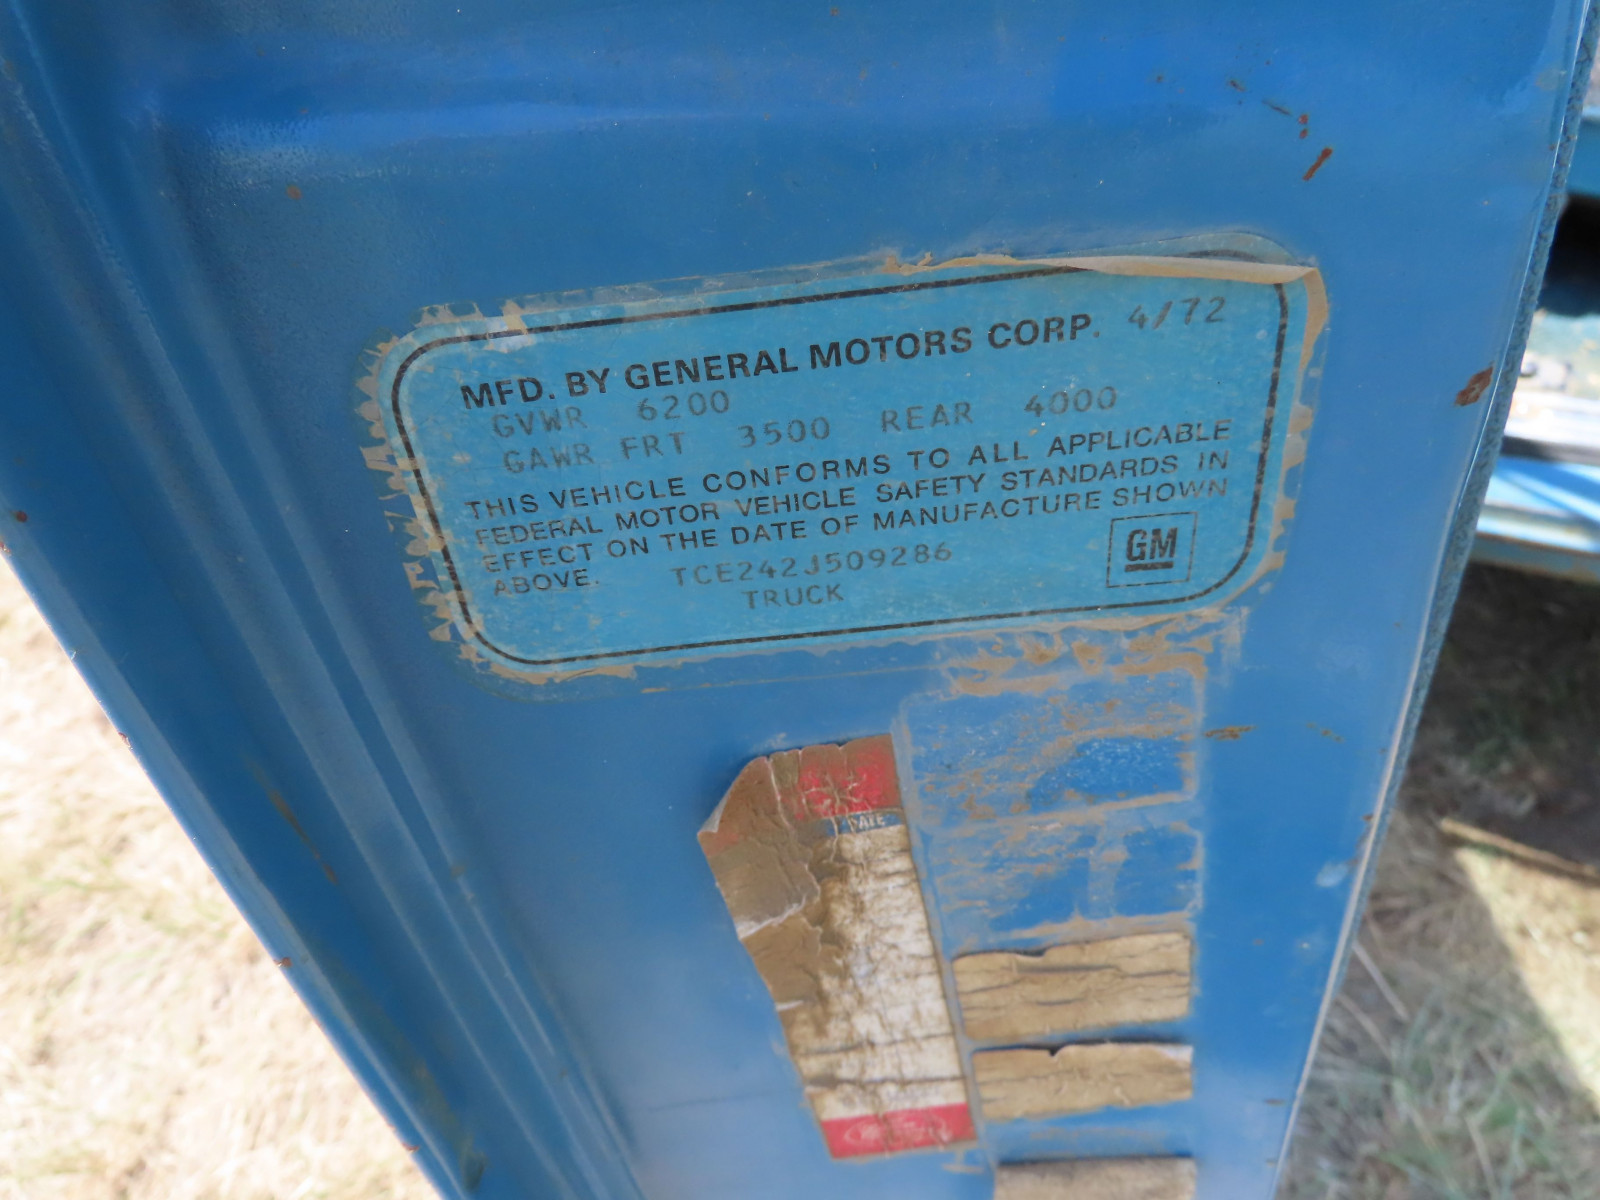 MFD. BY GENERAL MOTORS CORP. 4/72
GVWR 6200
GAWR FRT 3500 REAR 4000
THIS VEHICLE CONFORMS TO ALL APPLICABLE
FEDERAL MOTOR VEHICLE SAFETY STANDARDS IN
EFFECT ON THE DATE OF MANUFACTURE SHOWN
ABOVE. TCE242J509286
TRUCK
GM
DATE